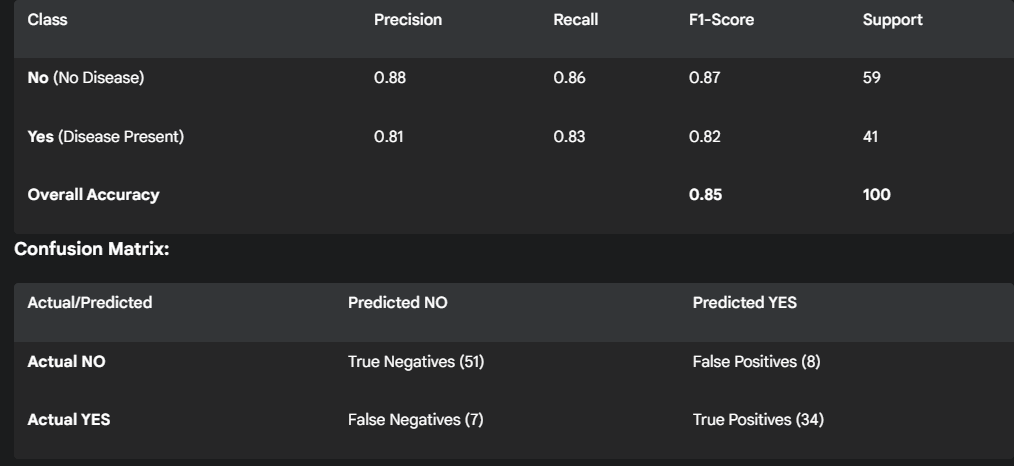 Class Precision Recall F1-Score Support
No (No Disease) 0.88 0.86 0.87 59
Yes (Disease Present) 0.81 0.83 0.82 41
Overall Accuracy 0.85 100
Confusion Matrix:
Actual/Predicted Predicted NO Predicted YES
Actual NO True Negatives (51) False Positives (8)
Actual YES False Negatives (7) True Positives (34)